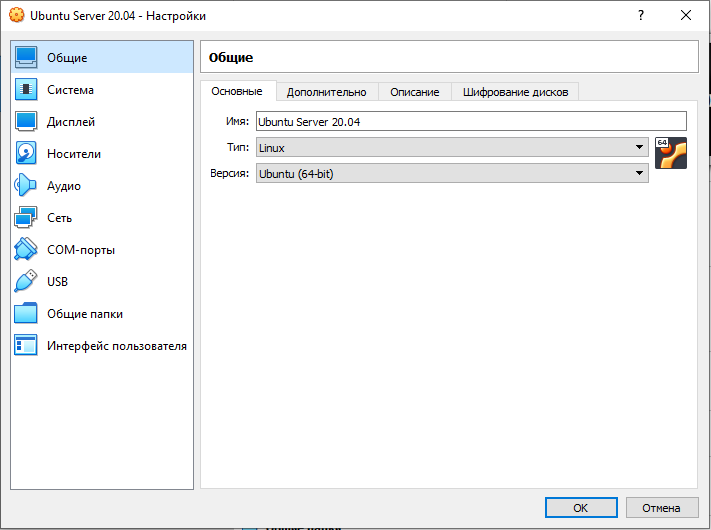 Ubuntu Server 20.04 - Настройки
?
Общие
Система
Дисплей
Носители
Аудио
Сеть
COM-порты
USB
Общие папки
Интерфейс пользователя
Общие
Основные Дополнительно Описание Шифрование дисков
Имя: Ubuntu Server 20.04
Тип: Linux
64
Версия: Ubuntu (64-bit)
OK Отмена